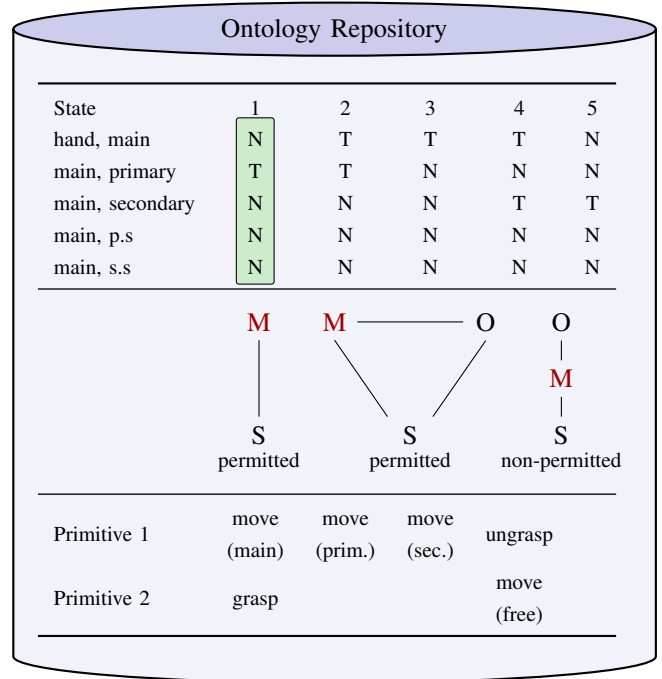 Ontology Repository
State 1 2 3 4 5
hand, main N T T T N
main, primary T T N N N
main, secondary N N N T T
main, p.s N N N N N
main, s.s N N N N N
M M O O
M
S S S
permitted permitted non-permitted
move move move
Primitive 1 ungrasp
(main) (prim.) (sec.)
move
Primitive 2 grasp
(free)